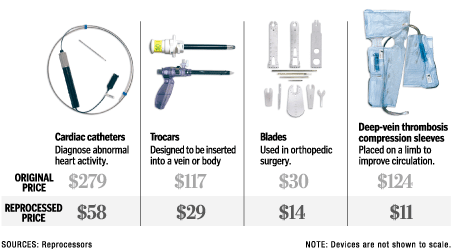 Cardiac catheters
Diagnose abnormal
heart activity.
Trocars
Designed to be inserted
into a vein or body
Blades
Used in orthopedic
surgery.
Deep-vein thrombosis
compression sleeves
Placed on a limb to
improve circulation.
ORIGINAL
PRICE
$279
$117
$30
$124
REPROCESSED
PRICE
$58
$29
$14
$11
SOURCES: Reprocessors
NOTE: Devices are not shown to scale.